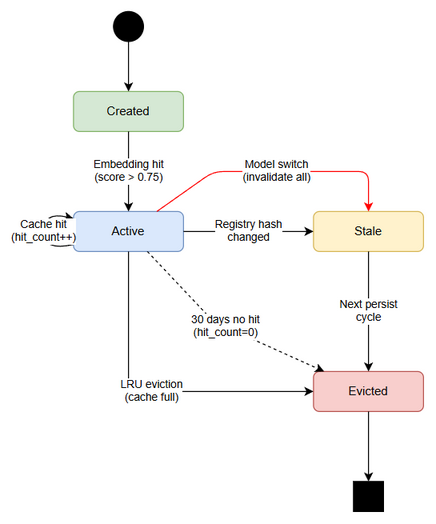 Created
Embedding hit
(score > 0.75)
Model switch
(invalidate all)
Cache hit
(hit_count++)
Active
Registry hash
changed
Stale
30 days no hit
(hit_count=0)
Next persist
cycle
LRU eviction
(cache full)
Evicted